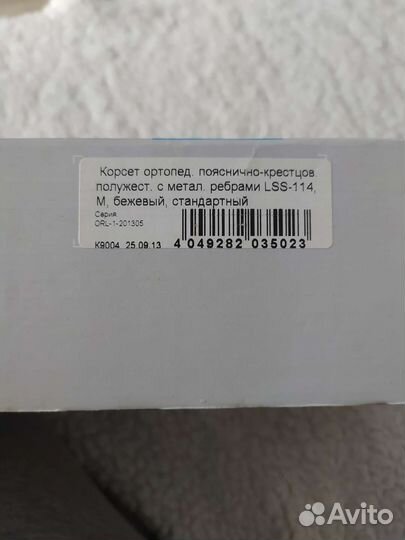 Корсет ортопед. пояснично-крестцов.
полужест. с метал. ребрами LSS-114,
М, бежевый, стандартный
Серия
ORL-1-201305
K9004 25.09.13 4 049282 035023
Avito